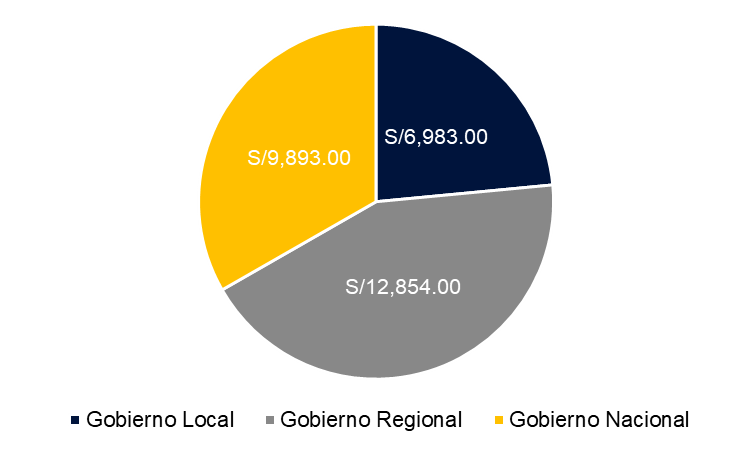 S/6,983.00
S/9,893.00
S/12,854.00
Gobierno Local Gobierno Regional Gobierno Nacional